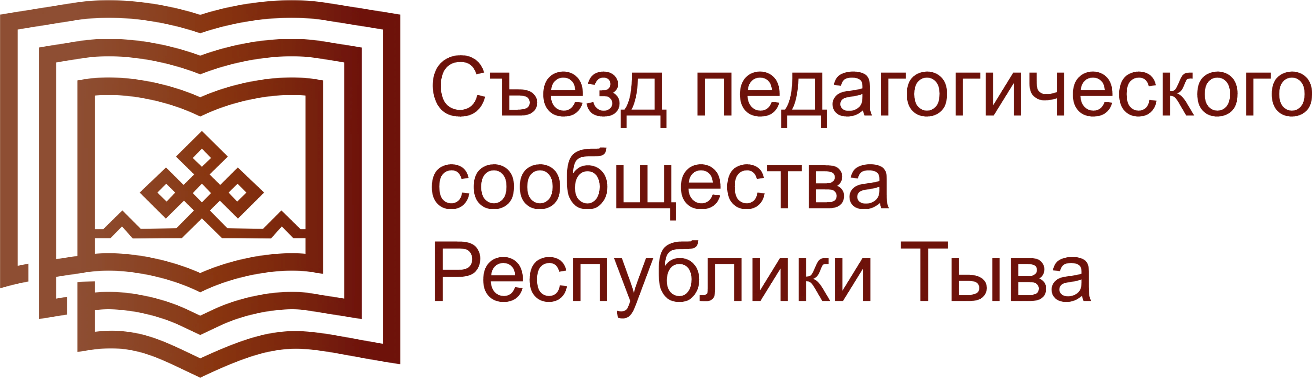 Съезд педагогического
сообщества
Республики Тыва